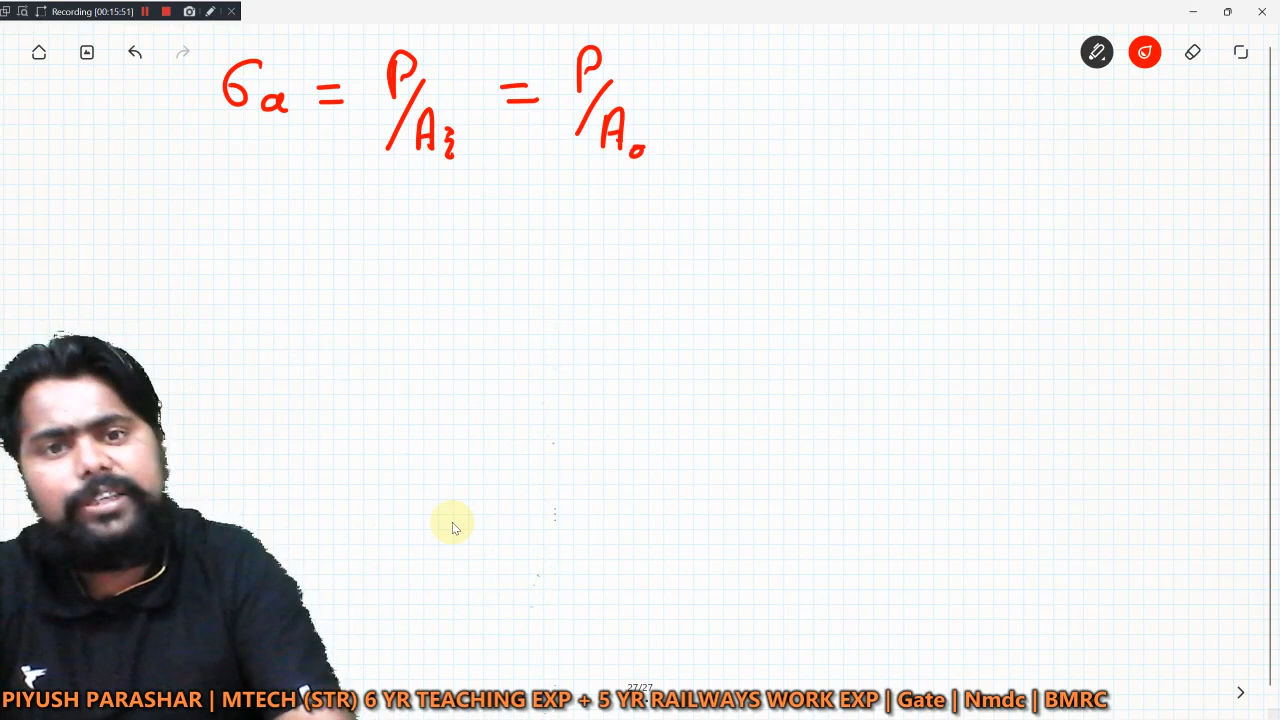 Recording [00:15:51]
σa = P/A_f = P/A₀
27/27
PIYUSH PARASHAR | MTECH (STR) 6 YR TEACHING EXP + 5 YR RAILWAYS WORK EXP | Gate | Nmdc | BMRC